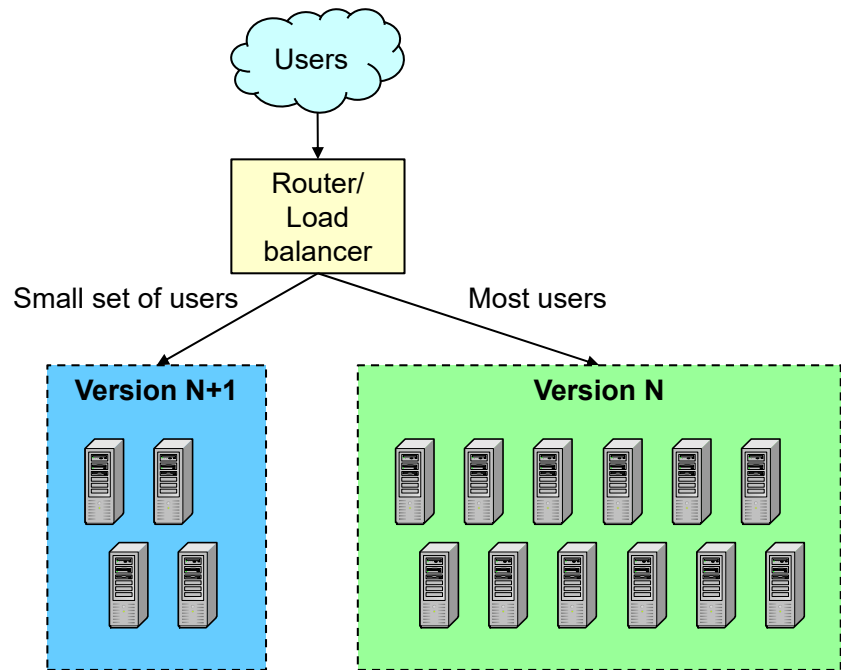 Users
Router/
Load
balancer
Small set of users
Most users
Version N+1
Version N